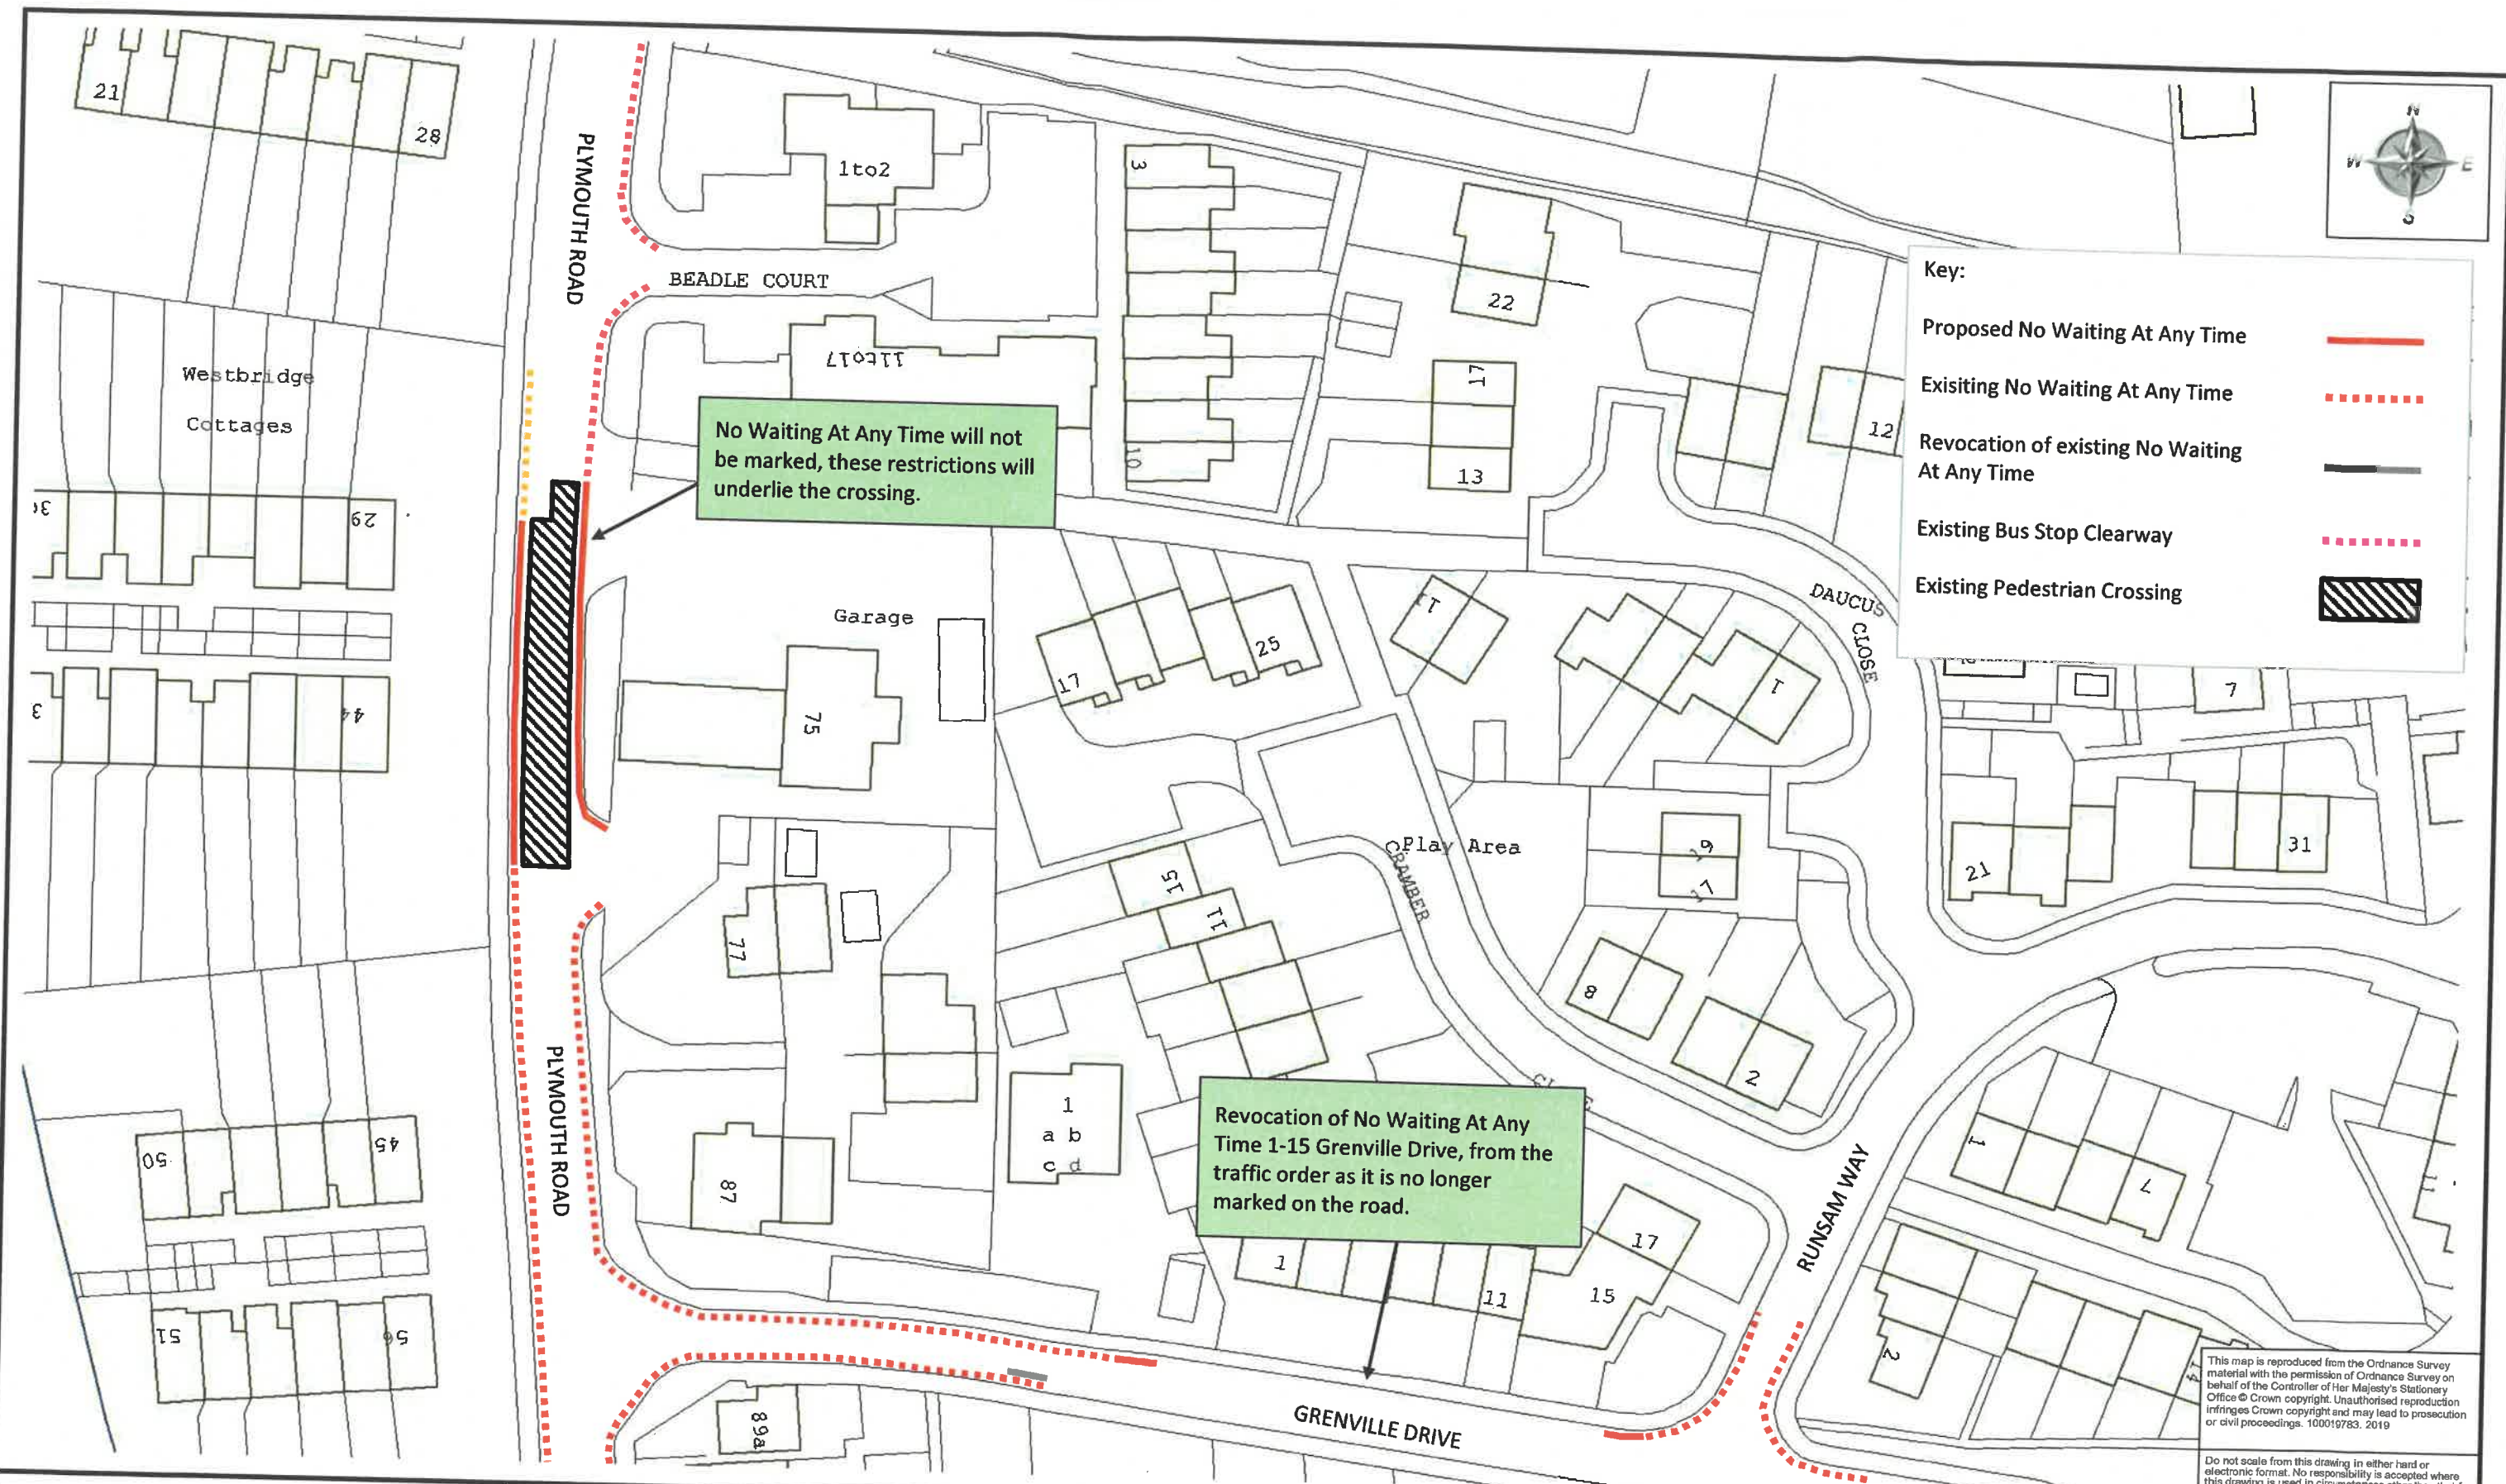 21
28
PLYMOUTH ROAD
1to2
3
22
N
W
E
S
BEADLE COURT
11to17
Westbridge
Cottages
No Waiting At Any Time will not
be marked, these restrictions will
underlie the crossing.
10
17
13
12
Key:
Proposed No Waiting At Any Time
Exisiting No Waiting At Any Time
Revocation of existing No Waiting
At Any Time
Existing Bus Stop Clearway
Existing Pedestrian Crossing
29
Garage
17
25
11
1
DAUCUS
CLOSE
7
3
44
75
15
11
CRAMBER
Play Area
19
17
21
31
77
8
2
PLYMOUTH ROAD
50
45
87
1
a b
c d
Revocation of No Waiting At Any
Time 1-15 Grenville Drive, from the
traffic order as it is no longer
marked on the road.
RUNSAM WAY
1
7
1
11
15
17
51
56
2
14
89a
GRENVILLE DRIVE
This map is reproduced from the Ordnance Survey
material with the permission of Ordnance Survey on
behalf of the Controller of Her Majesty's Stationery
Office © Crown copyright. Unauthorised reproduction
infringes Crown copyright and may lead to prosecution
or civil proceedings. 100019783. 2019
Do not scale from this drawing in either hard or
electronic format. No responsibility is accepted where